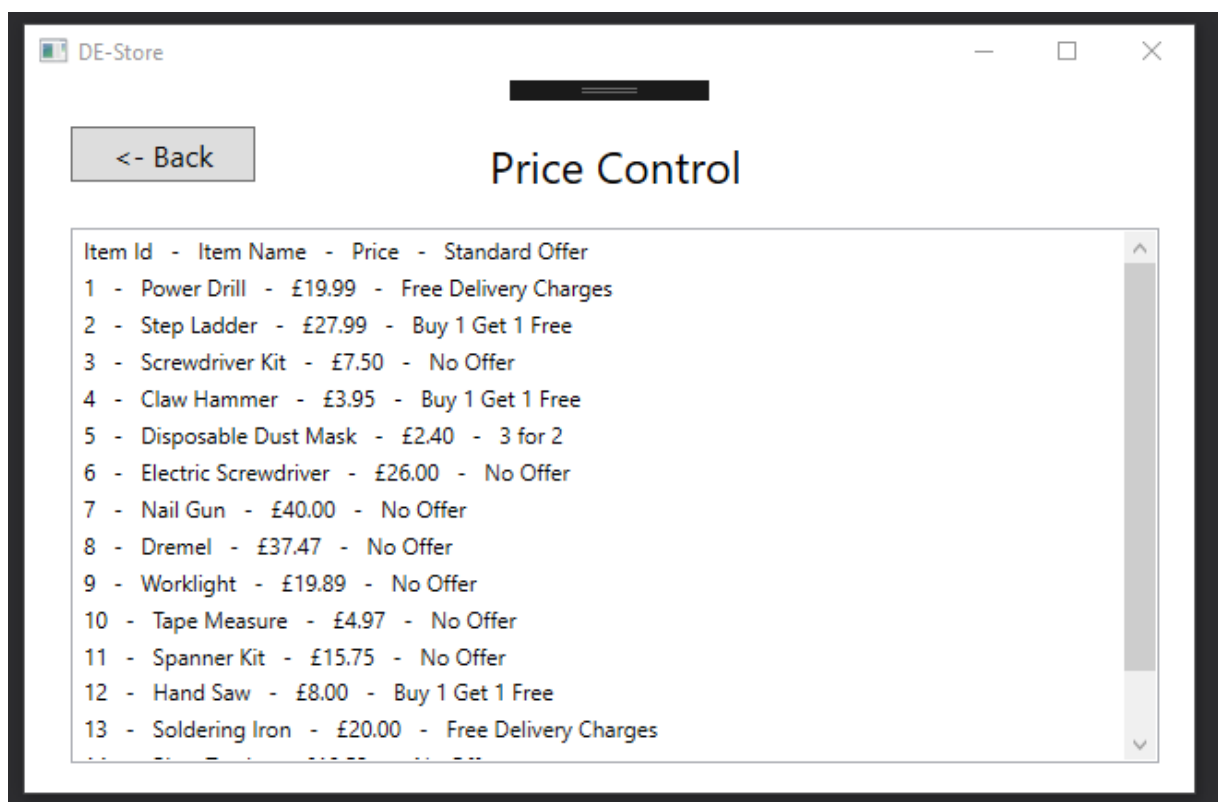 DE-Store
<- Back
Price Control
Item Id - Item Name - Price - Standard Offer
1 - Power Drill - £19.99 - Free Delivery Charges
2 - Step Ladder - £27.99 - Buy 1 Get 1 Free
3 - Screwdriver Kit - £7.50 - No Offer
4 - Claw Hammer - £3.95 - Buy 1 Get 1 Free
5 - Disposable Dust Mask - £2.40 - 3 for 2
6 - Electric Screwdriver - £26.00 - No Offer
7 - Nail Gun - £40.00 - No Offer
8 - Dremel - £37.47 - No Offer
9 - Worklight - £19.89 - No Offer
10 - Tape Measure - £4.97 - No Offer
11 - Spanner Kit - £15.75 - No Offer
12 - Hand Saw - £8.00 - Buy 1 Get 1 Free
13 - Soldering Iron - £20.00 - Free Delivery Charges